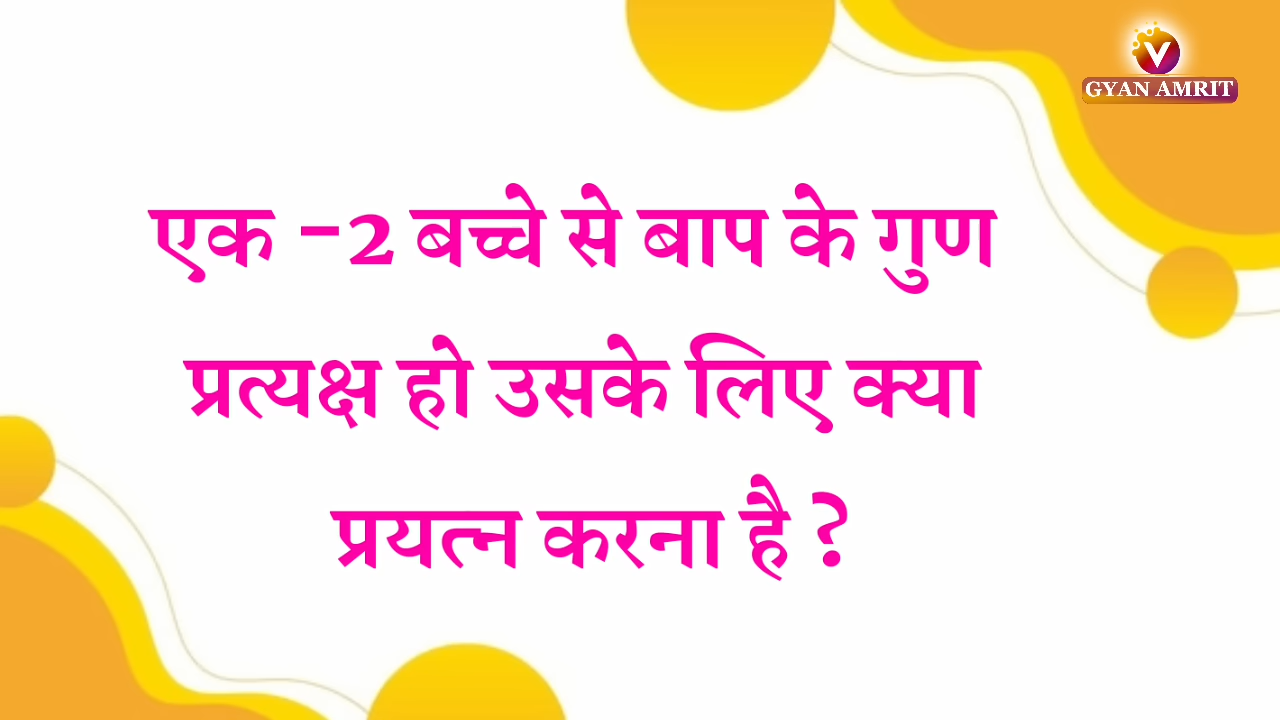 GYAN AMRIT
एक -2 बच्चे से बाप के गुण
प्रत्यक्ष हो उसके लिए क्या
प्रयत्न करना है ?